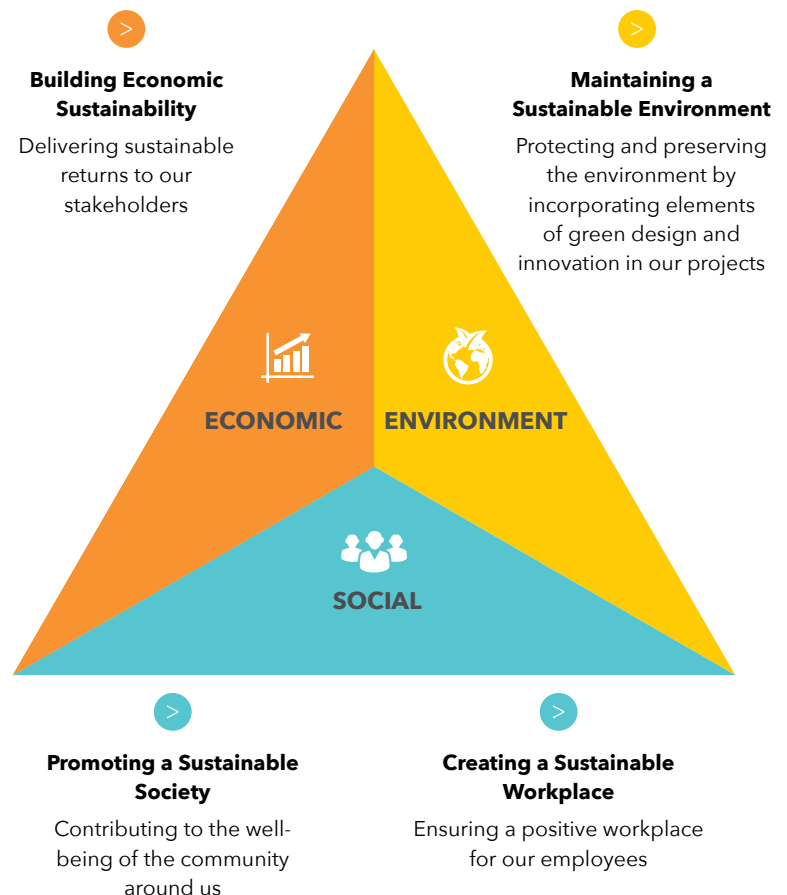 >
Building Economic
Sustainability
Delivering sustainable
returns to our
stakeholders
>
Maintaining a
Sustainable Environment
Protecting and preserving
the environment by
incorporating elements
of green design and
innovation in our projects
ECONOMIC
ENVIRONMENT
SOCIAL
>
Promoting a Sustainable
Society
Contributing to the well-
being of the community
around us
>
Creating a Sustainable
Workplace
Ensuring a positive workplace
for our employees